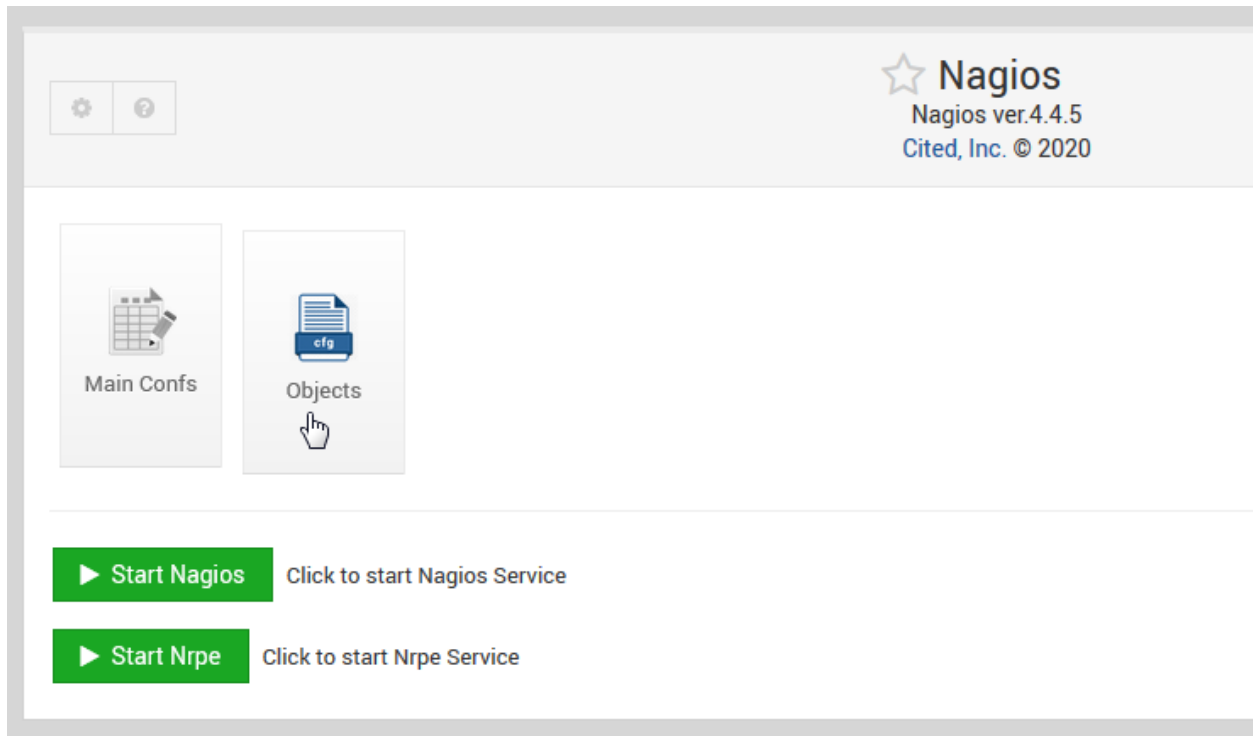 Nagios
Nagios ver.4.4.5
Cited, Inc. © 2020
Main Confs
cfg
Objects
Start Nagios Click to start Nagios Service
Start Nrpe Click to start Nrpe Service